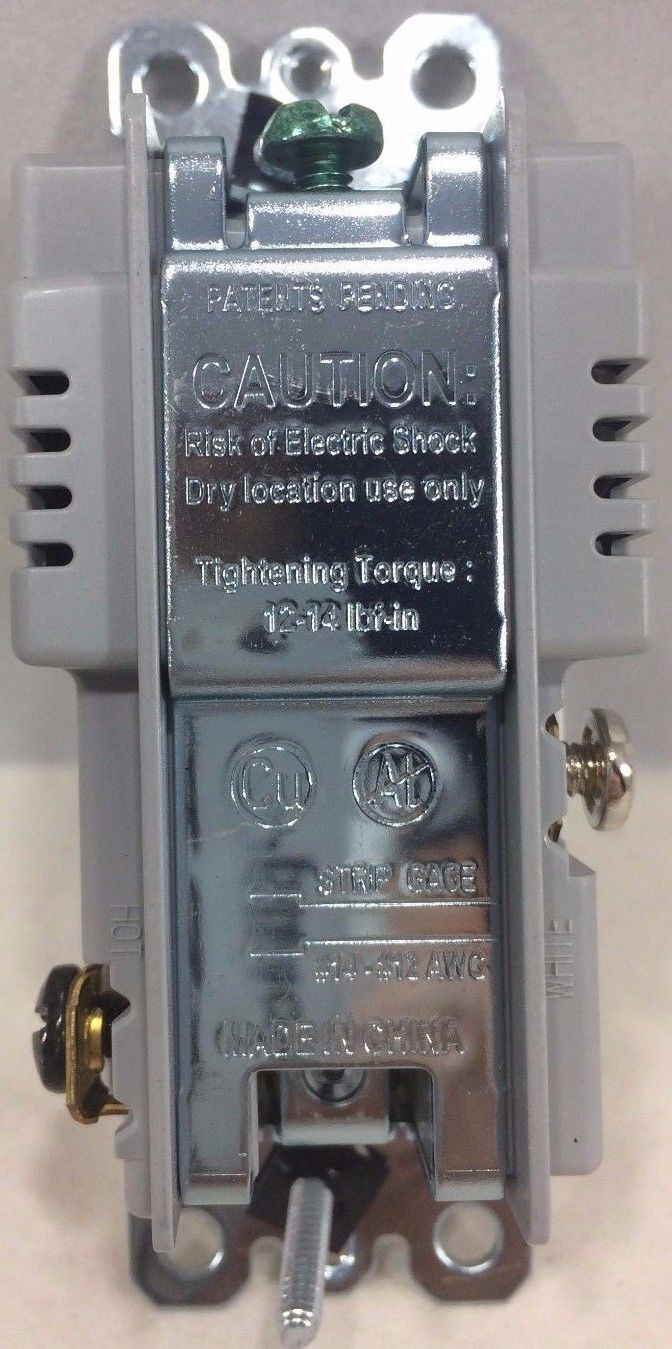 PATENTS PENDING
CAUTION:
Risk of Electric Shock
Dry location use only
Tightening Torque :
12-14 lbf-in
Cu Al
STRIP GAGE
HOT
WHITE
#14 - #12 AWG
MADE IN CHINA